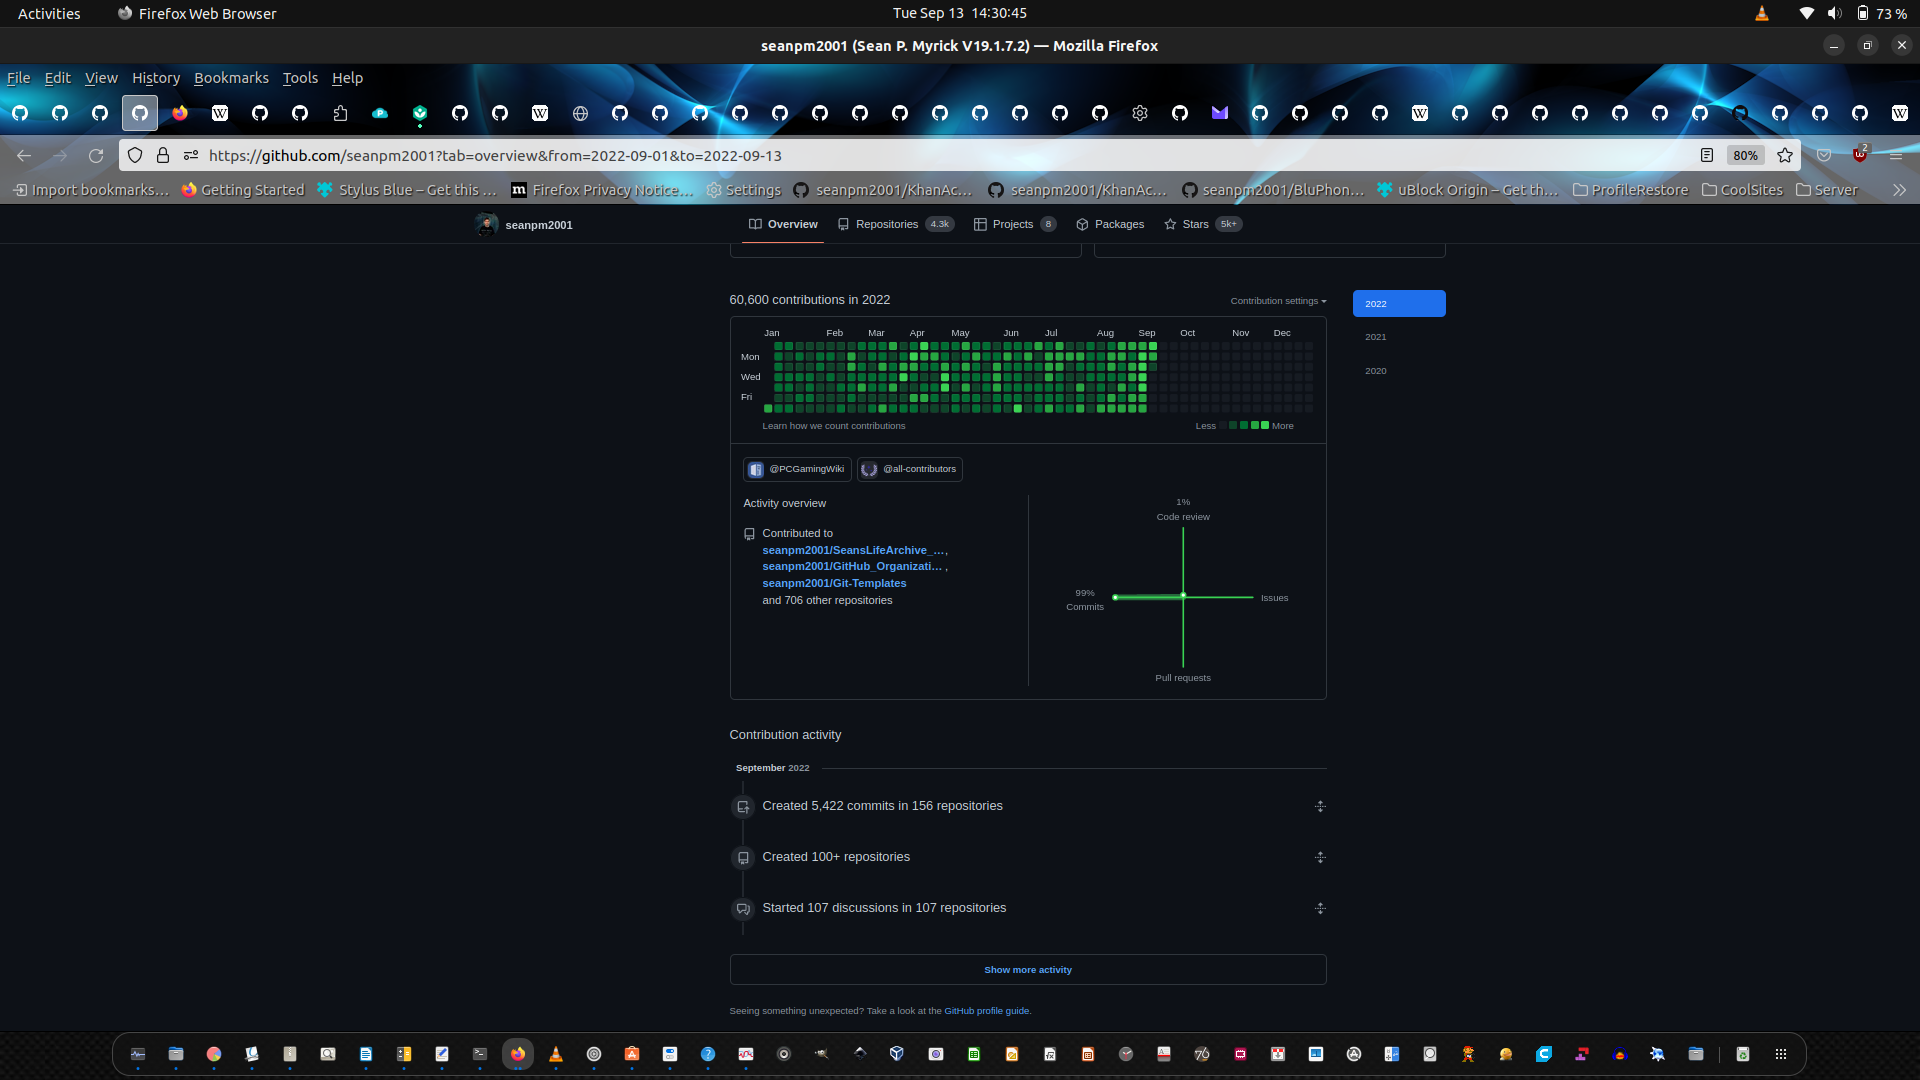 Activities Firefox Web Browser Tue Sep 13 14:30:45 73 %
seanpm2001 (Sean P. Myrick V19.1.7.2) — Mozilla Firefox
File Edit View History Bookmarks Tools Help
https://github.com/seanpm2001?tab=overview&from=2022-09-01&to=2022-09-13 80% 2
Import bookmarks… Getting Started Stylus Blue – Get this … Firefox Privacy Notice… Settings seanpm2001/KhanAc… seanpm2001/KhanAc… seanpm2001/BluPhon… uBlock Origin – Get th… ProfileRestore CoolSites Server
seanpm2001 Overview Repositories 4.3k Projects 8 Packages Stars 5k+
60,600 contributions in 2022 Contribution settings 2022
Jan Feb Mar Apr May Jun Jul Aug Sep Oct Nov Dec
2021
Mon
2020
Wed
Fri
Learn how we count contributions Less More
@PCGamingWiki @all-contributors
Activity overview
1%
Code review
Contributed to
seanpm2001/SeansLifeArchive_…,
seanpm2001/GitHub_Organizati… ,
seanpm2001/Git-Templates
and 706 other repositories
99%
Commits
Issues
Pull requests
Contribution activity
September 2022
Created 5,422 commits in 156 repositories
Created 100+ repositories
Started 107 discussions in 107 repositories
Show more activity
Seeing something unexpected? Take a look at the GitHub profile guide.